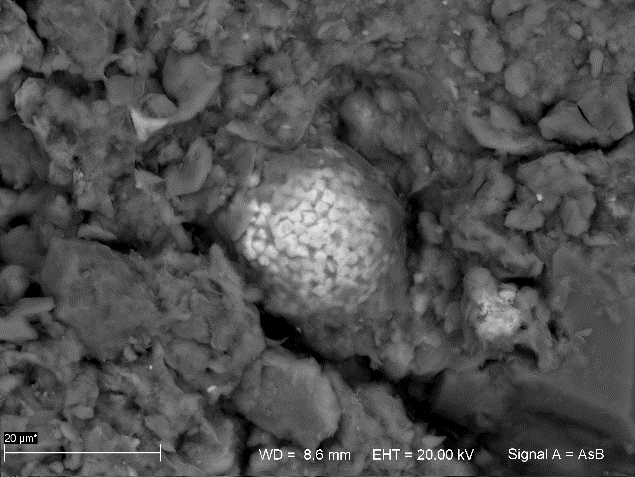 20 µm*
WD = 8.6 mm EHT = 20.00 kV Signal A = AsB